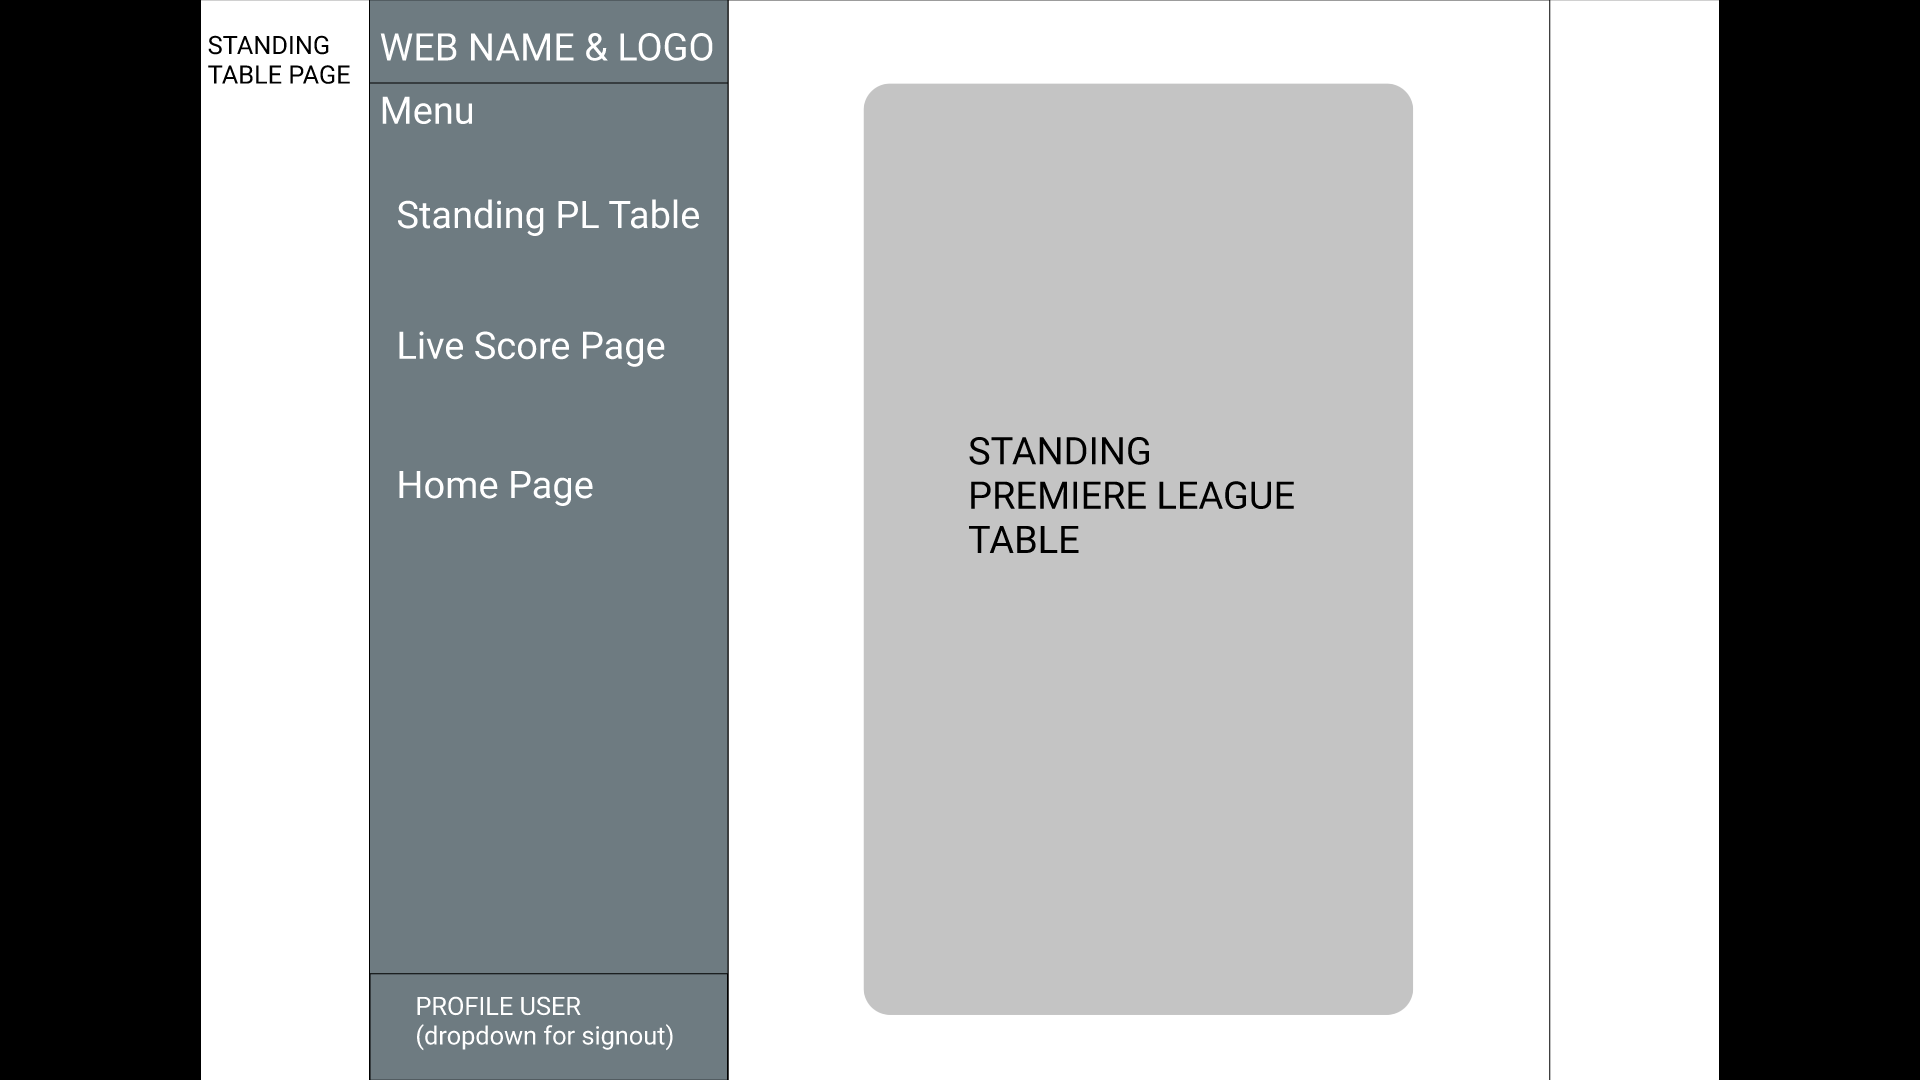 STANDING
TABLE PAGE
WEB NAME & LOGO
Menu
Standing PL Table
Live Score Page
Home Page
PROFILE USER
(dropdown for signout)
STANDING
PREMIERE LEAGUE
TABLE